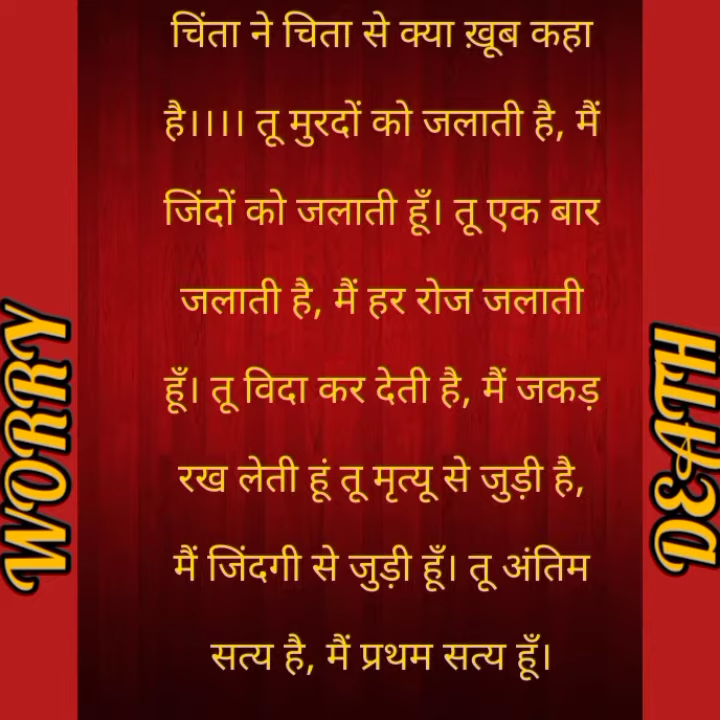 चिंता ने चिता से क्या ख़ूब कहा
है।।।। तू मुरदों को जलाती है, मैं
जिंदों को जलाती हूँ। तू एक बार
जलाती है, मैं हर रोज जलाती
हूँ। तू विदा कर देती है, मैं जकड़
रख लेती हूं तू मृत्यू से जुड़ी है,
मैं जिंदगी से जुड़ी हूँ। तू अंतिम
सत्य है, मैं प्रथम सत्य हूँ।
WORRY
DEATH